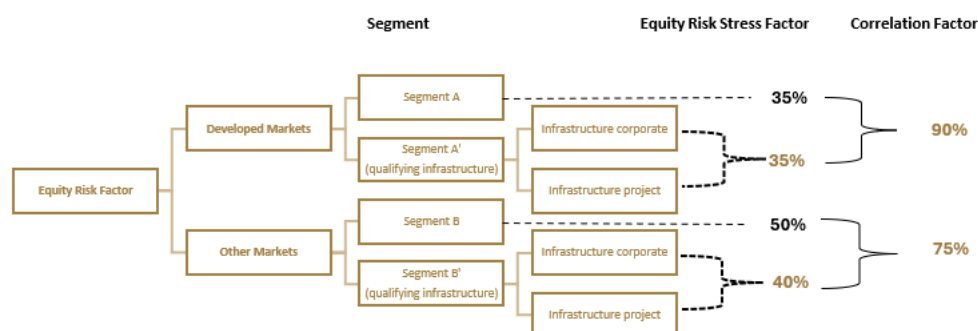 Segment
Equity Risk Stress Factor
Correlation Factor
Equity Risk Factor
Developed Markets
Segment A
35%
Segment A'
(qualifying infrastructure)
Infrastructure corporate
Infrastructure project
35%
90%
Other Markets
Segment B
50%
Segment B'
(qualifying infrastructure)
Infrastructure corporate
Infrastructure project
40%
75%